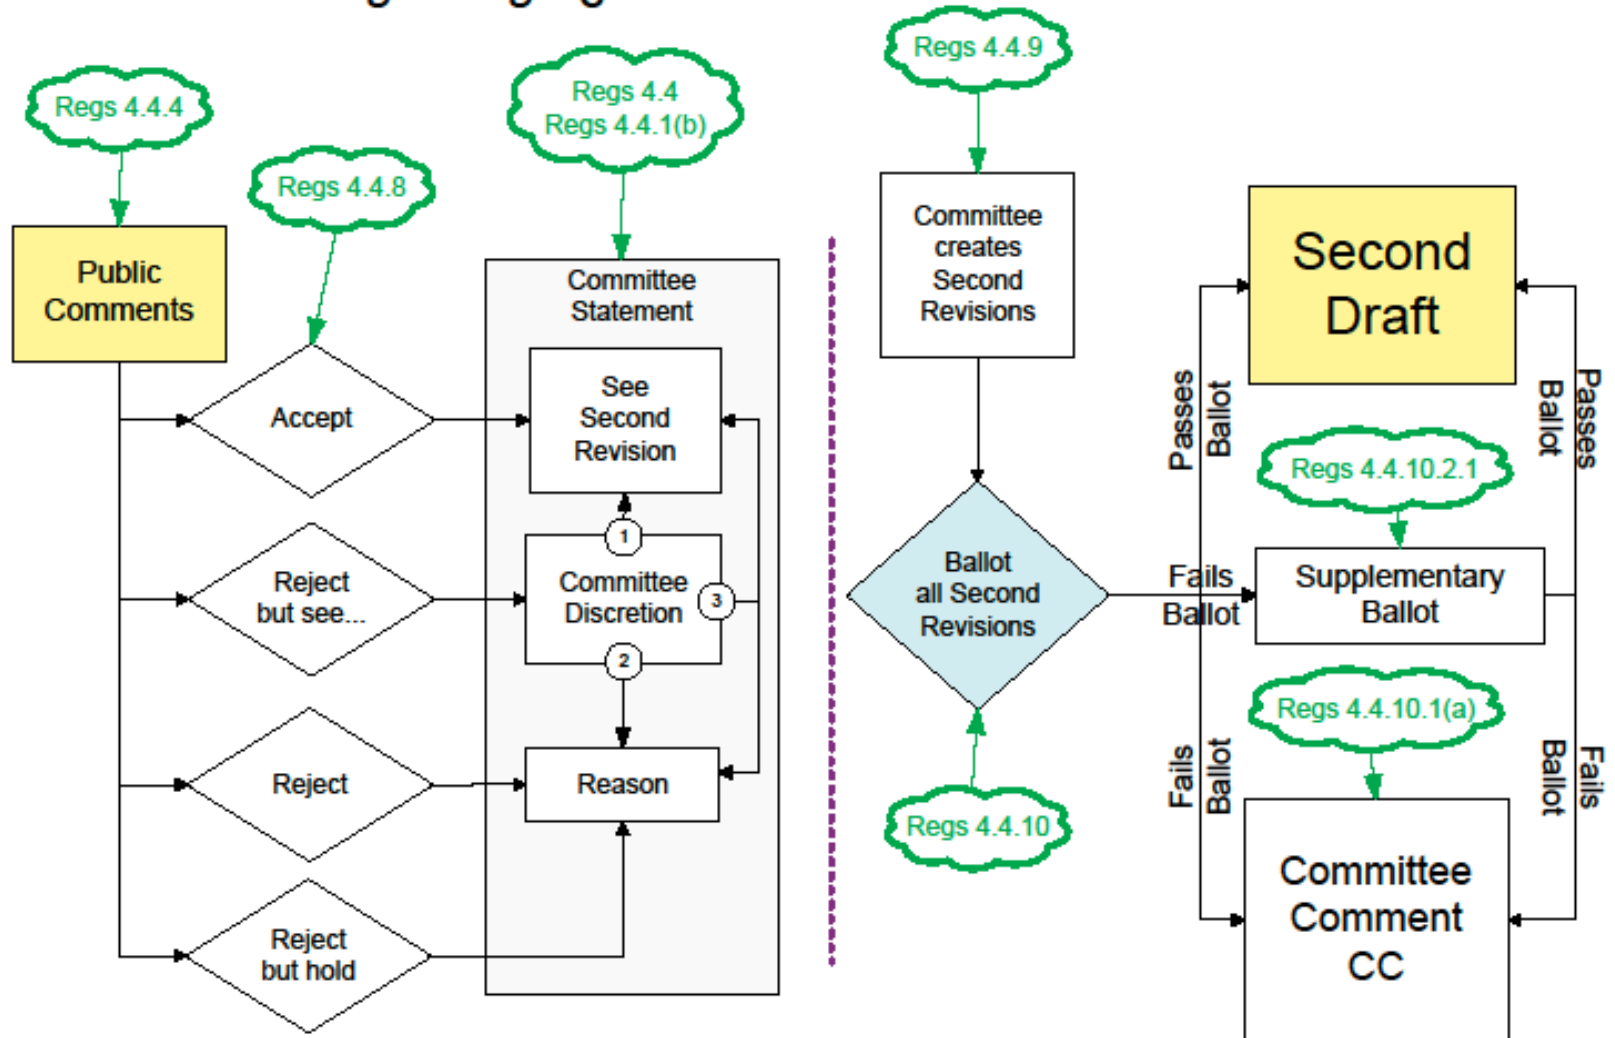 Regs 4.4.4
Regs 4.4.8
Regs 4.4
Regs 4.4.1(b)
Public
Comments
Accept
Reject
but see...
Reject
Reject
but hold
Committee
Statement
See
Second
Revision
1
Committee
Discretion
3
2
Reason
Regs 4.4.9
Committee
creates
Second
Revisions
Ballot
all Second
Revisions
Regs 4.4.10
Fails
Ballot
Passes
Ballot
Fails
Ballot
Second
Draft
Regs 4.4.10.2.1
Supplementary
Ballot
Regs 4.4.10.1(a)
Committee
Comment
CC
Passes
Ballot
Fails
Ballot